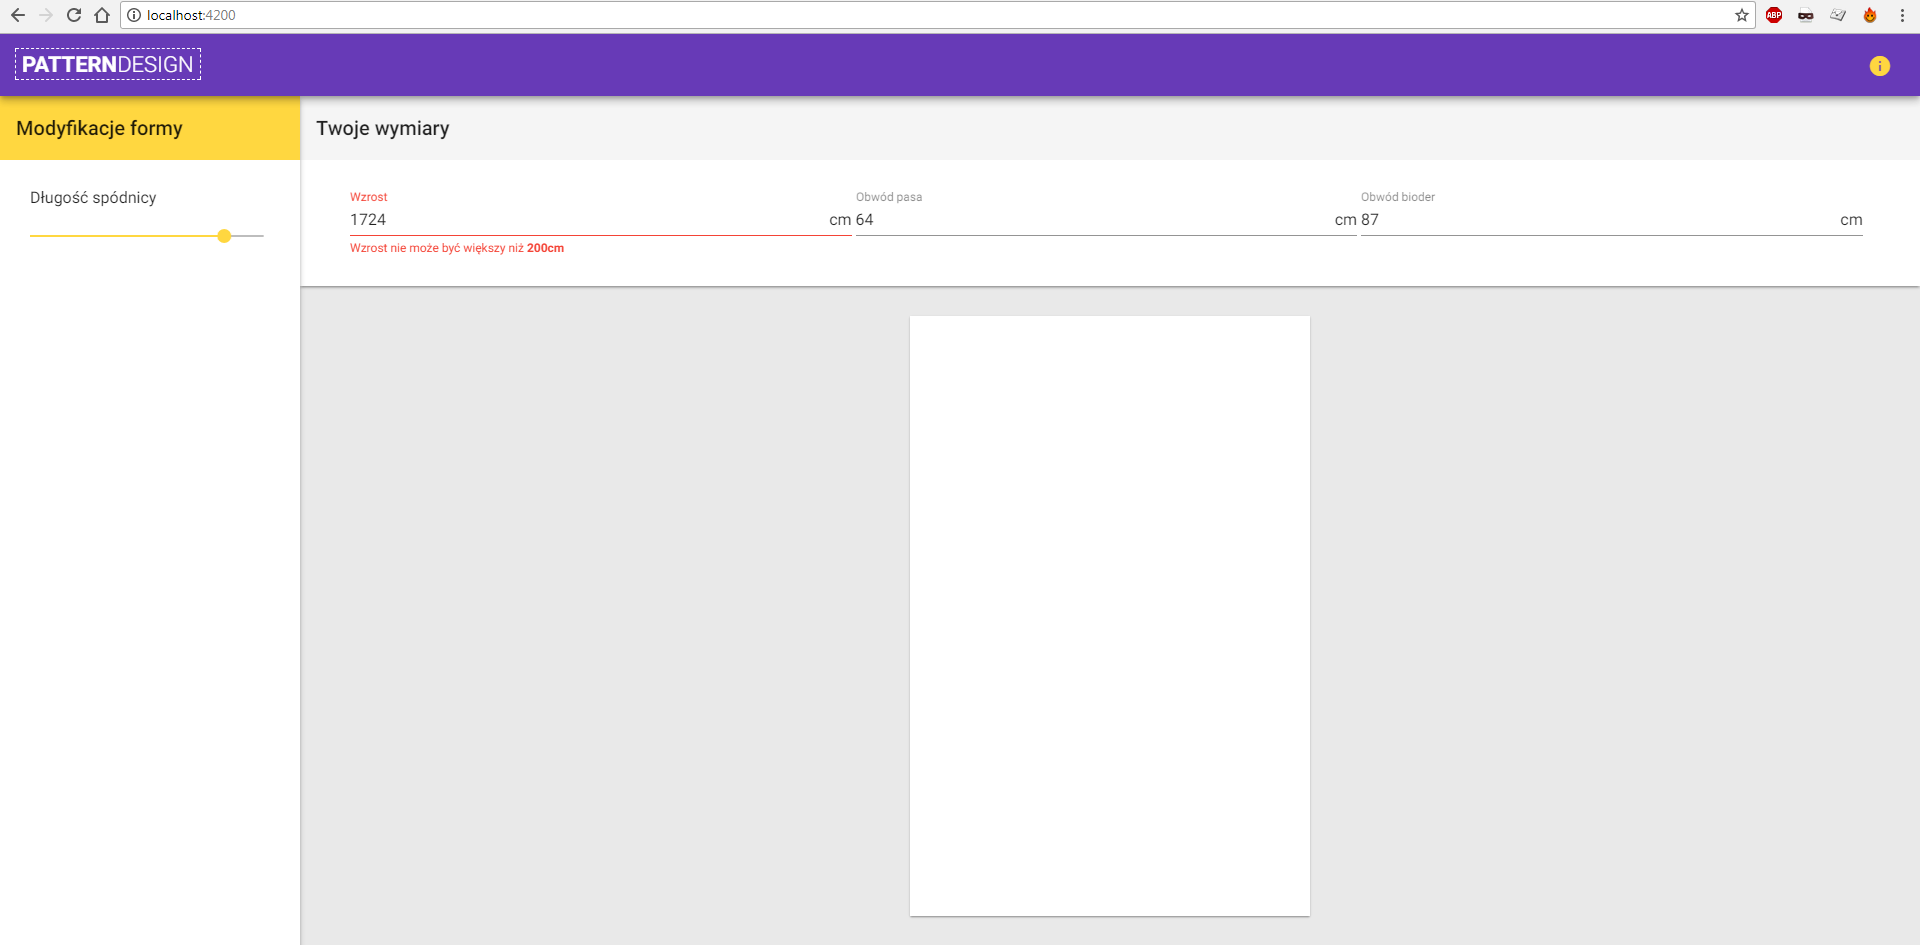 localhost:4200
ABP
PATTERNDESIGN
i
Modyfikacje formy
Twoje wymiary
Długość spódnicy
Wzrost
1724 cm
Wzrost nie może być większy niż 200cm
Obwód pasa
64 cm
Obwód bioder
87 cm